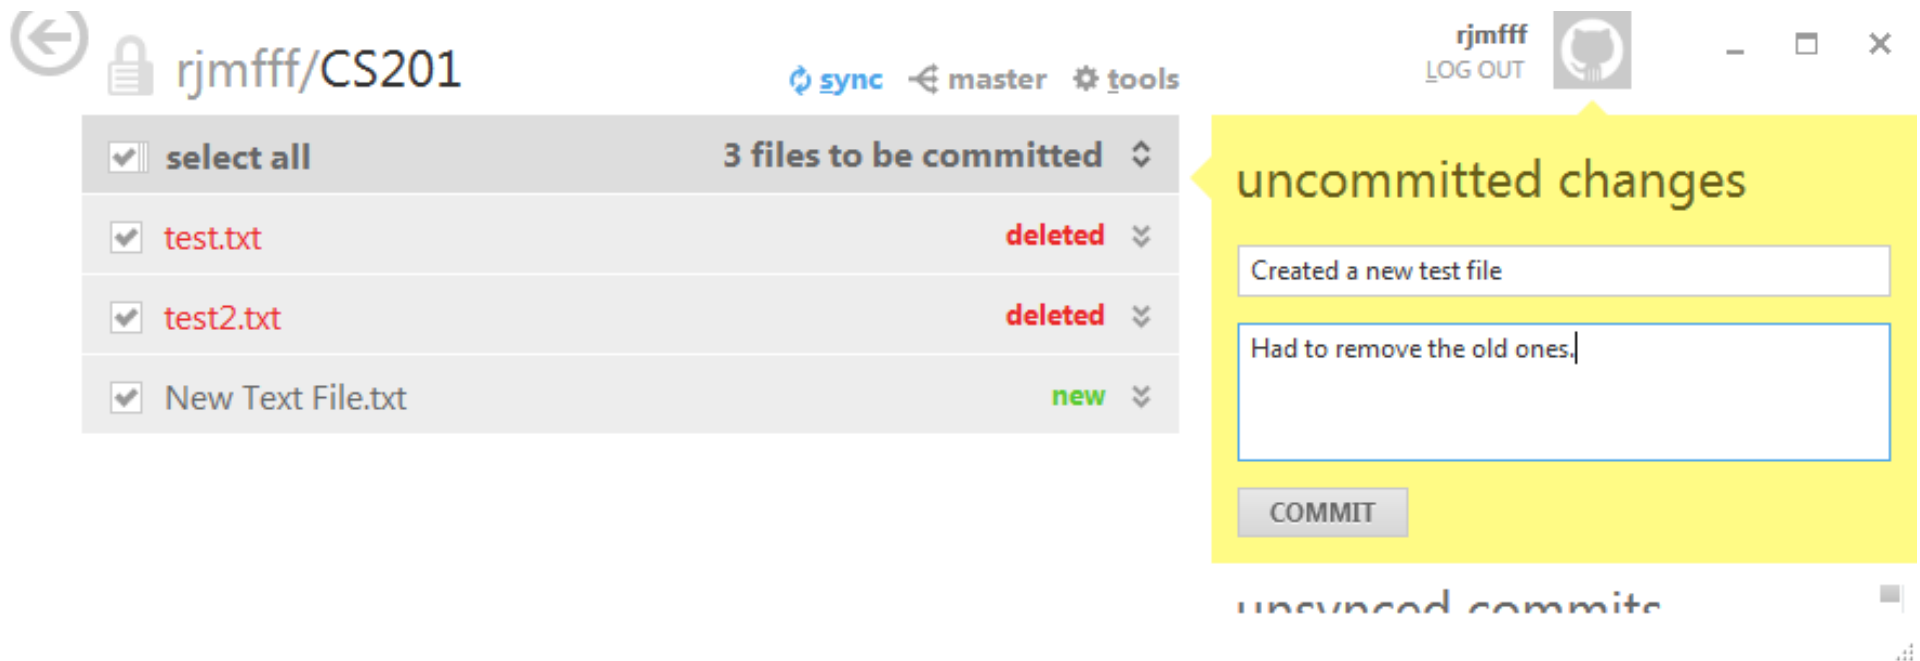 rjmfff/CS201
sync master tools
rjmfff
LOG OUT
select all 3 files to be committed
test.txt deleted
test2.txt deleted
New Text File.txt new
uncommitted changes
Created a new test file
Had to remove the old ones.
COMMIT
unsynced commits